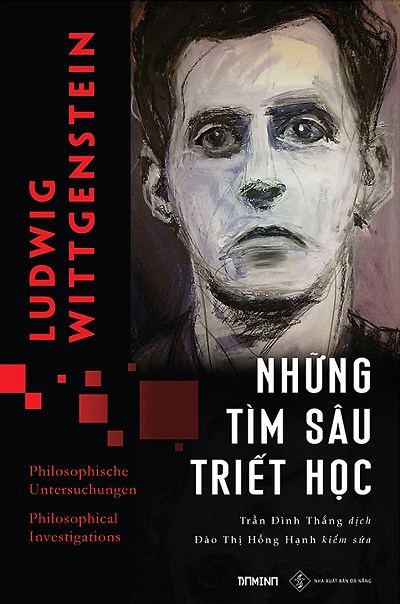 LUDWIG
WITTGENSTEIN
NHỮNG
TÌM SÂU
TRIẾT HỌC
Philosophische
Untersuchungen
Philosophical
Investigations
Trần Đình Thắng dịch
Đào Thị Hồng Hạnh kiểm sửa
DOMINO
NHÀ XUẤT BẢN ĐÀ NẴNG